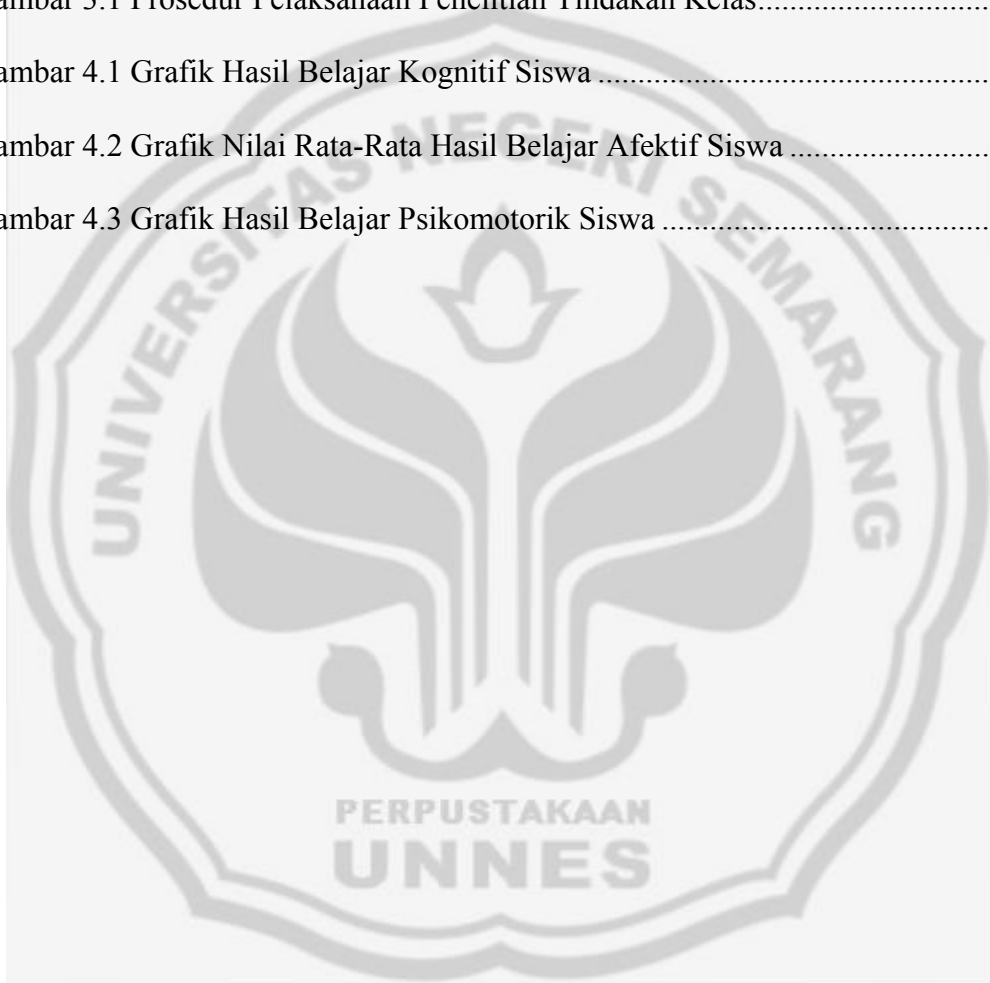 ambar 3.1 Prosedur Pelaksanaan Penelitian Tindakan Kelas..............................
ambar 4.1 Grafik Hasil Belajar Kognitif Siswa ..................................................
ambar 4.2 Grafik Nilai Rata-Rata Hasil Belajar Afektif Siswa .........................
ambar 4.3 Grafik Hasil Belajar Psikomotorik Siswa ..........................................
UNIVERSITAS NEGERI SEMARANG
PERPUSTAKAAN
UNNES